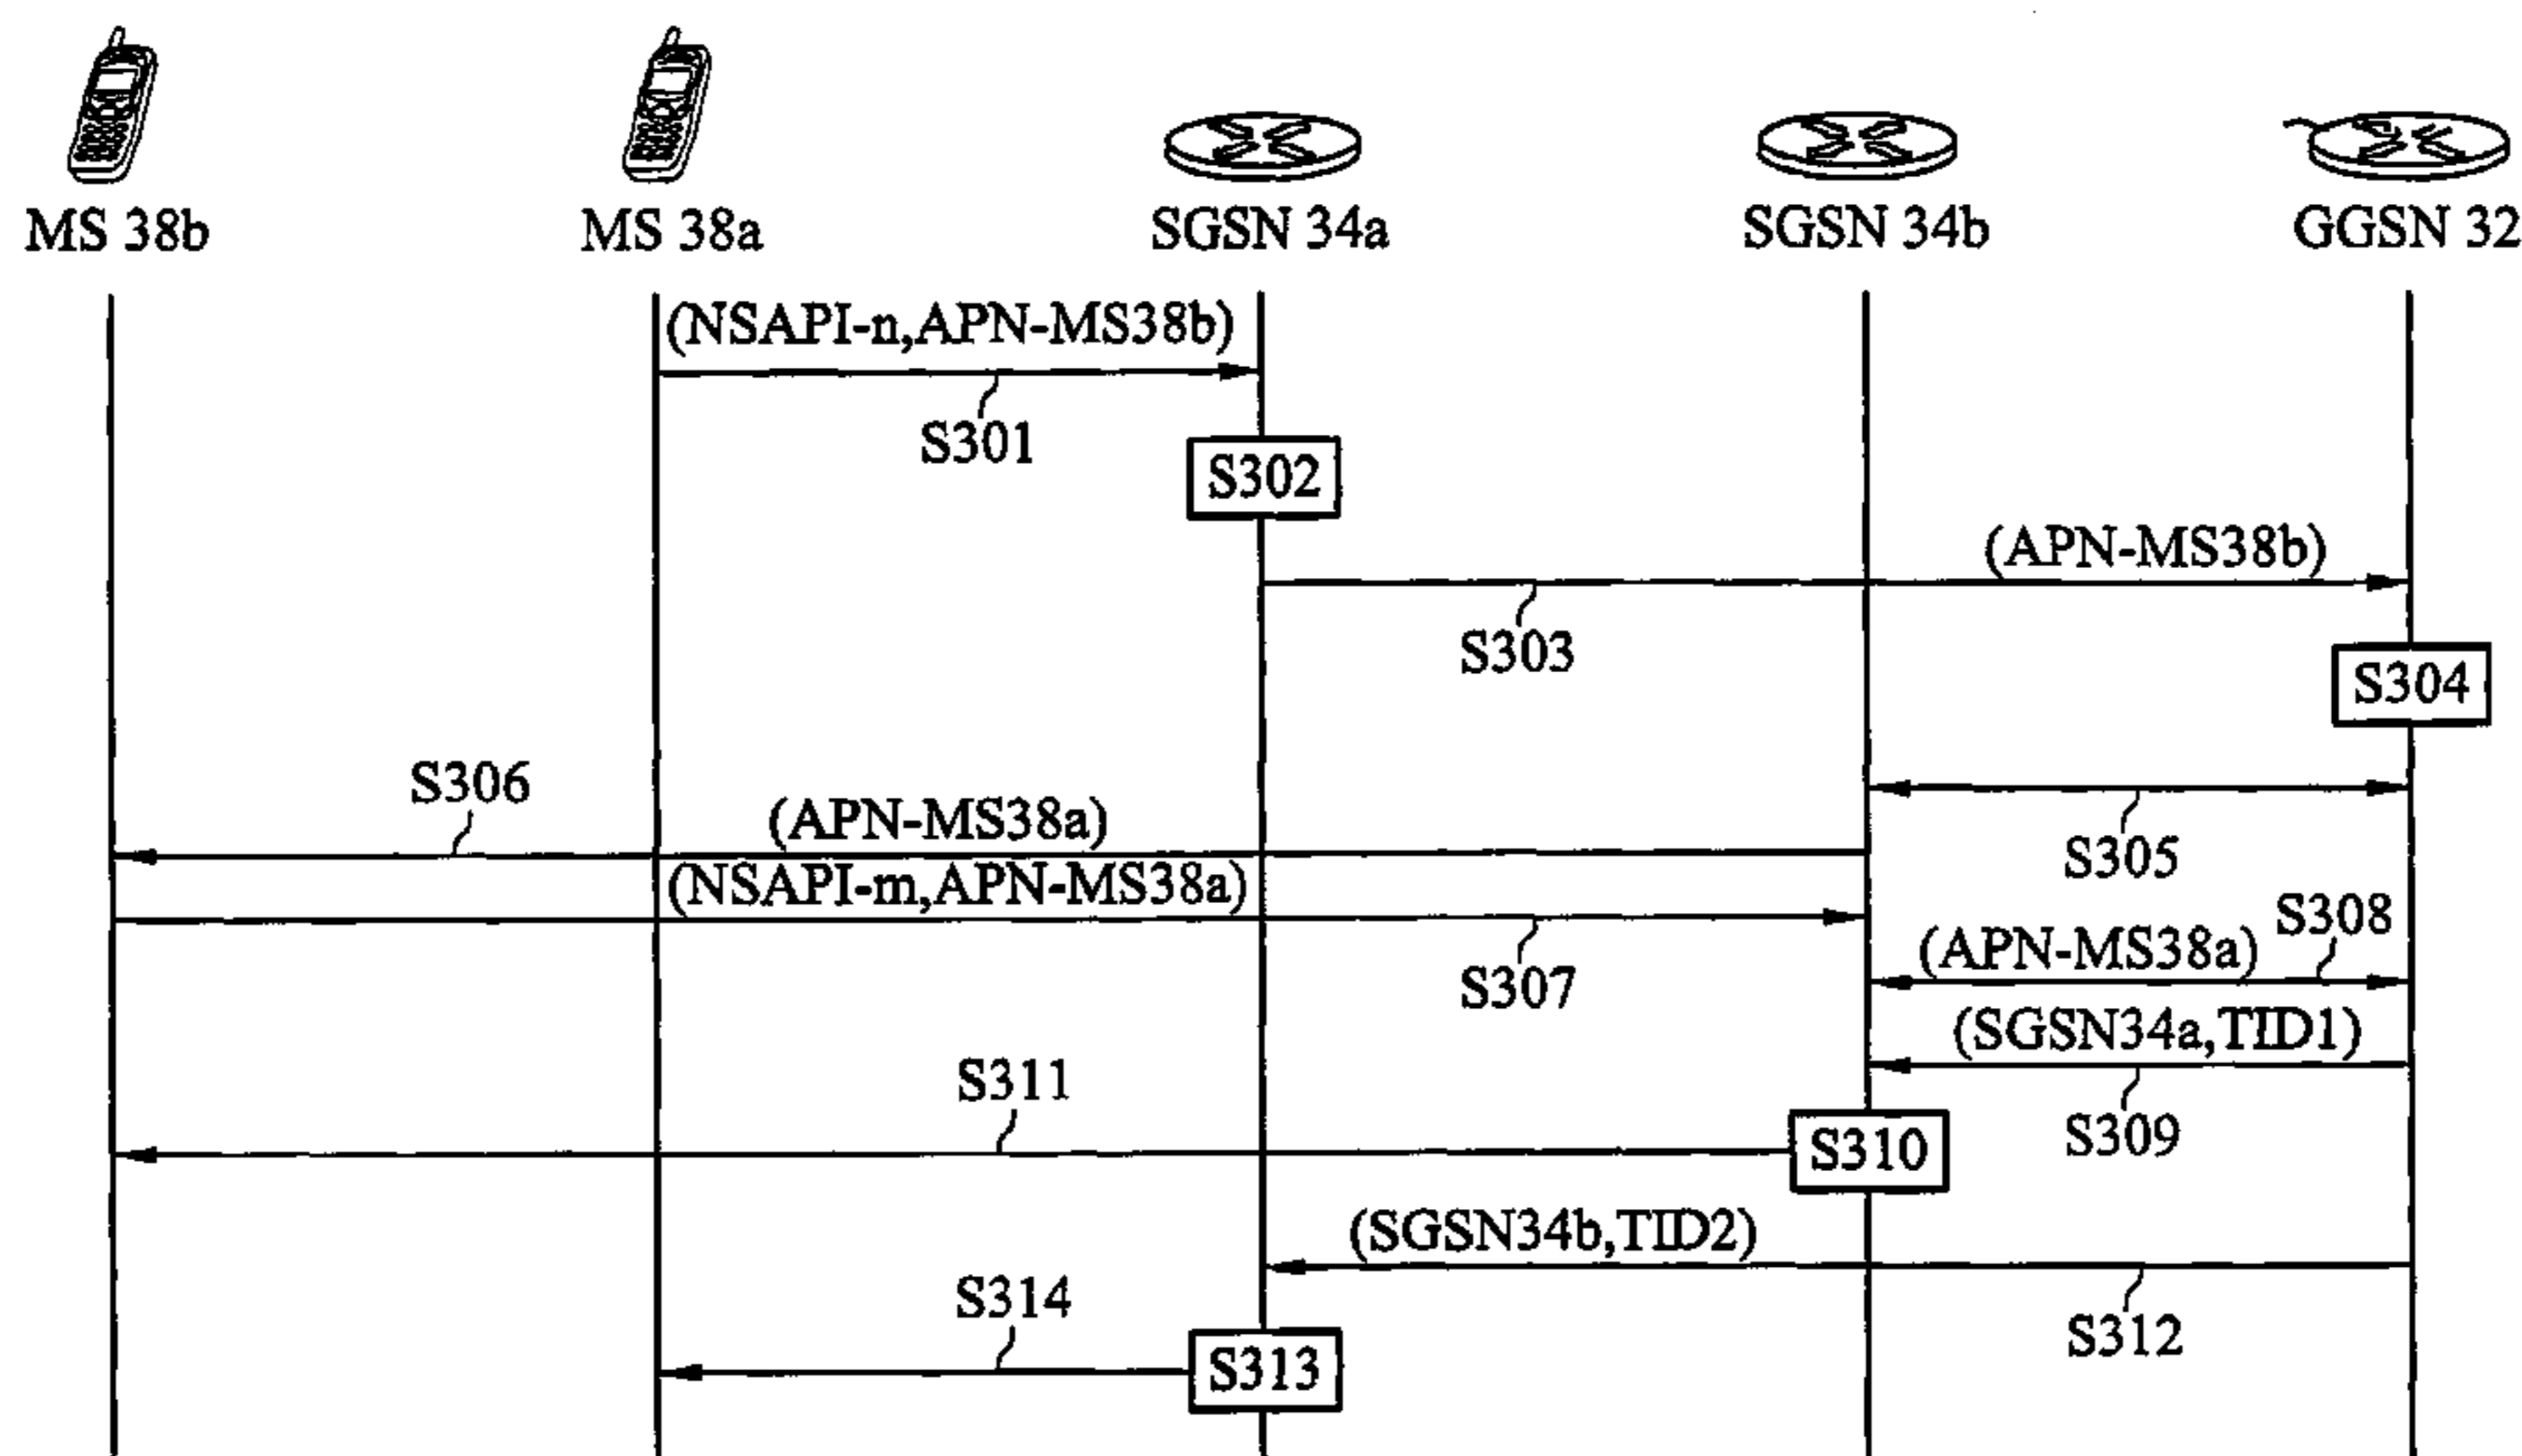 MS 38b
MS 38a
SGSN 34a
SGSN 34b
GGSN 32
(NSAPI-n,APN-MS38b)
S301
S302
(APN-MS38b)
S303
S304
S306
(APN-MS38a)
S305
(NSAPI-m,APN-MS38a)
S308
(APN-MS38a)
S307
(SGSN34a,TID1)
S311
S309
S310
(SGSN34b,TID2)
S314
S312
S313